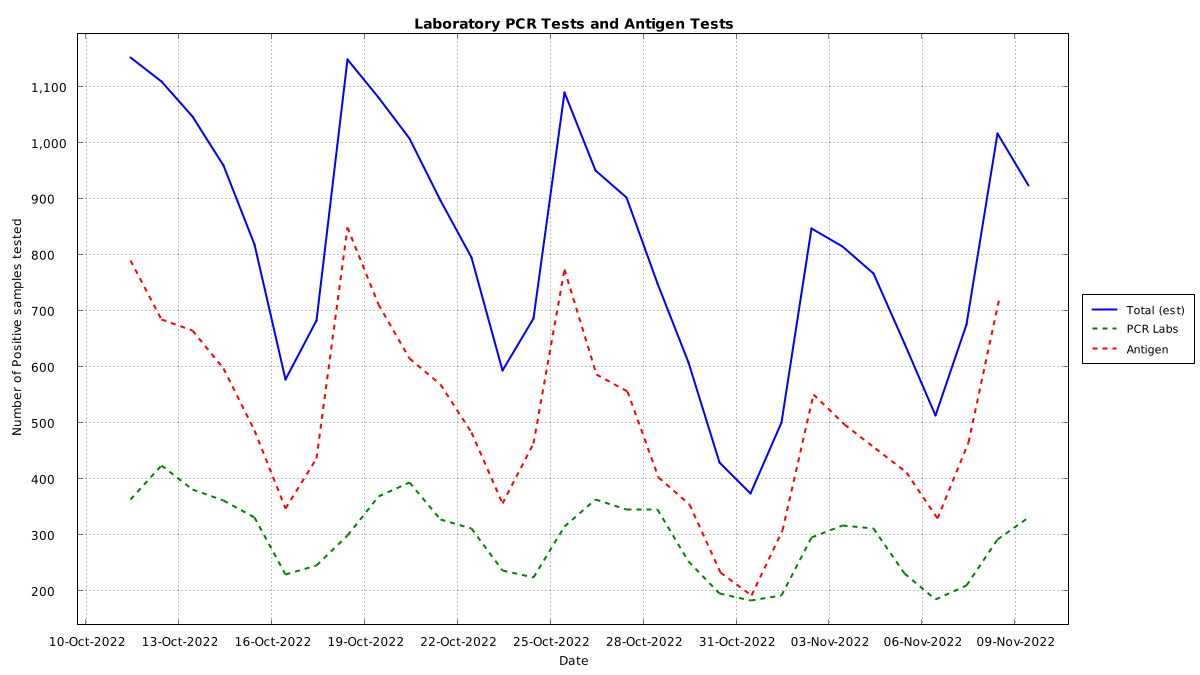 Laboratory PCR Tests and Antigen Tests
Number of Positive samples tested
1,100
1,000
900
800
700
600
500
400
300
200
10-Oct-2022 13-Oct-2022 16-Oct-2022 19-Oct-2022 22-Oct-2022 25-Oct-2022 28-Oct-2022 31-Oct-2022 03-Nov-2022 06-Nov-2022 09-Nov-2022
Date
Total (est)
PCR Labs
Antigen